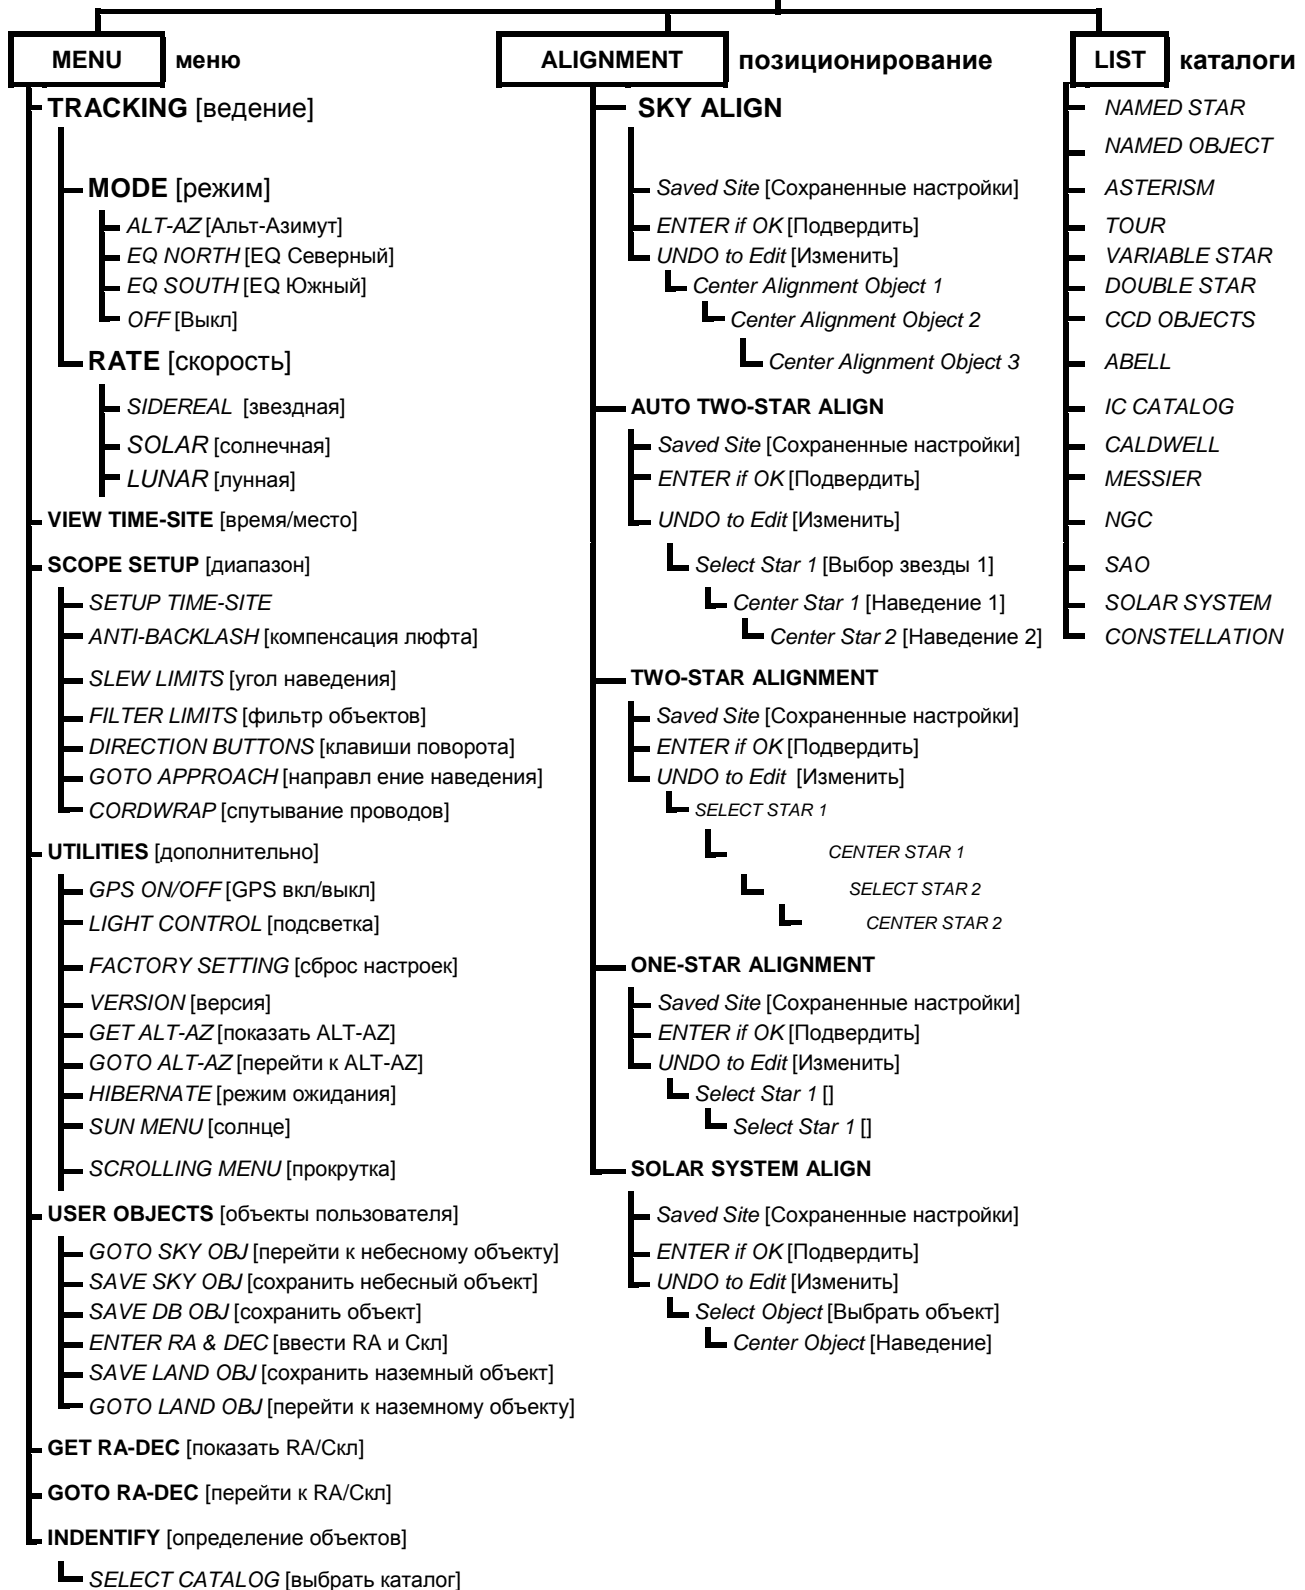 MENU меню
TRACKING [ведение]
MODE [режим]
ALT-AZ [Альт-Азимут]
EQ NORTH [EQ Северный]
EQ SOUTH [EQ Южный]
OFF [Выкл]
RATE [скорость]
SIDEREAL [звездная]
SOLAR [солнечная]
LUNAR [лунная]
VIEW TIME-SITE [время/место]
SCOPE SETUP [диапазон]
SETUP TIME-SITE
ANTI-BACKLASH [компенсация люфта]
SLEW LIMITS [угол наведения]
FILTER LIMITS [фильтр объектов]
DIRECTION BUTTONS [клавиши поворота]
GOTO APPROACH [направл ение наведения]
CORDWRAP [спутывание проводов]
UTILITIES [дополнительно]
GPS ON/OFF [GPS вкл/выкл]
LIGHT CONTROL [подсветка]
FACTORY SETTING [сброс настроек]
VERSION [версия]
GET ALT-AZ [показать ALT-AZ]
GOTO ALT-AZ [перейти к ALT-AZ]
HIBERNATE [режим ожидания]
SUN MENU [солнце]
SCROLLING MENU [прокрутка]
USER OBJECTS [объекты пользователя]
GOTO SKY OBJ [перейти к небесному объекту]
SAVE SKY OBJ [сохранить небесный объект]
SAVE DB OBJ [сохранить объект]
ENTER RA & DEC [ввести RA и Скл]
SAVE LAND OBJ [сохранить наземный объект]
GOTO LAND OBJ [перейти к наземному объекту]
GET RA-DEC [показать RA/Скл]
GOTO RA-DEC [перейти к RA/Скл]
INDENTIFY [определение объектов]
SELECT CATALOG [выбрать каталог]
ALIGNMENT позиционирование
SKY ALIGN
Saved Site [Сохраненные настройки]
ENTER if OK [Подвердить]
UNDO to Edit [Изменить]
Center Alignment Object 1
Center Alignment Object 2
Center Alignment Object 3
AUTO TWO-STAR ALIGN
Saved Site [Сохраненные настройки]
ENTER if OK [Подвердить]
UNDO to Edit [Изменить]
Select Star 1 [Выбор звезды 1]
Center Star 1 [Наведение 1]
Center Star 2 [Наведение 2]
TWO-STAR ALIGNMENT
Saved Site [Сохраненные настройки]
ENTER if OK [Подвердить]
UNDO to Edit [Изменить]
SELECT STAR 1
CENTER STAR 1
SELECT STAR 2
CENTER STAR 2
ONE-STAR ALIGNMENT
Saved Site [Сохраненные настройки]
ENTER if OK [Подвердить]
UNDO to Edit [Изменить]
Select Star 1 []
Select Star 1 []
SOLAR SYSTEM ALIGN
Saved Site [Сохраненные настройки]
ENTER if OK [Подвердить]
UNDO to Edit [Изменить]
Select Object [Выбрать объект]
Center Object [Наведение]
LIST каталоги
NAMED STAR
NAMED OBJECT
ASTERISM
TOUR
VARIABLE STAR
DOUBLE STAR
CCD OBJECTS
ABELL
IC CATALOG
CALDWELL
MESSIER
NGC
SAO
SOLAR SYSTEM
CONSTELLATION